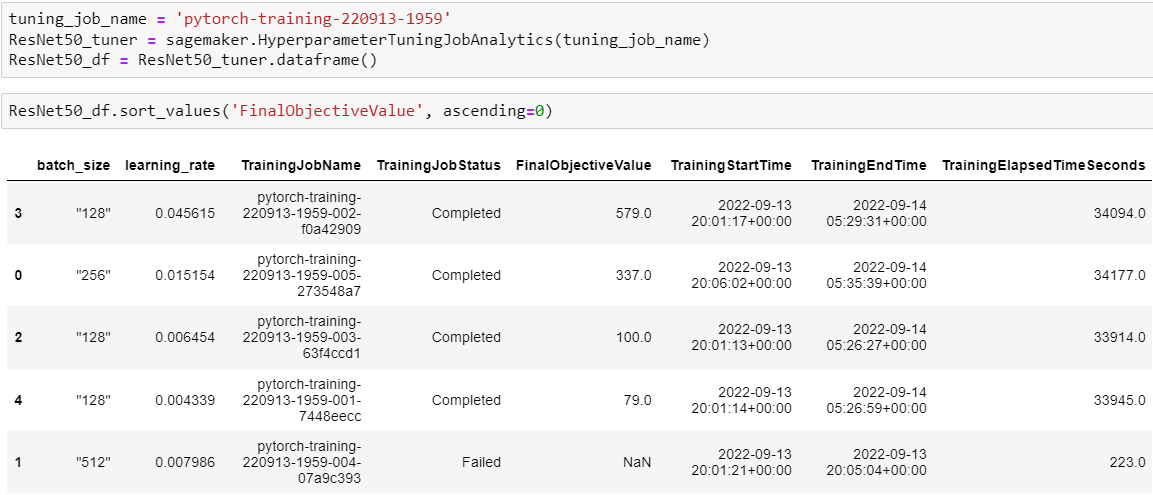 tuning_job_name = 'pytorch-training-220913-1959'
ResNet50_tuner = sagemaker.HyperparameterTuningJobAnalytics(tuning_job_name)
ResNet50_df = ResNet50_tuner.dataframe()
ResNet50_df.sort_values('FinalObjectiveValue', ascending=0)
batch_size learning_rate TrainingJobName TrainingJobStatus FinalObjectiveValue TrainingStartTime TrainingEndTime TrainingElapsedTimeSeconds
pytorch-training-
3 "128" 0.045615 220913-1959-002- Completed 579.0 2022-09-13 2022-09-14 34094.0
f0a42909 20:01:17+00:00 05:29:31+00:00
pytorch-training-
0 "256" 0.015154 220913-1959-005- Completed 337.0 2022-09-13 2022-09-14 34177.0
273548a7 20:06:02+00:00 05:35:39+00:00
pytorch-training-
2 "128" 0.006454 220913-1959-003- Completed 100.0 2022-09-13 2022-09-14 33914.0
63f4ccd1 20:01:13+00:00 05:26:27+00:00
pytorch-training-
4 "128" 0.004339 220913-1959-001- Completed 79.0 2022-09-13 2022-09-14 33945.0
7448eecc 20:01:14+00:00 05:26:59+00:00
pytorch-training-
1 "512" 0.007986 220913-1959-004- Failed NaN 2022-09-13 2022-09-13 223.0
07a9c393 20:01:21+00:00 20:05:04+00:00